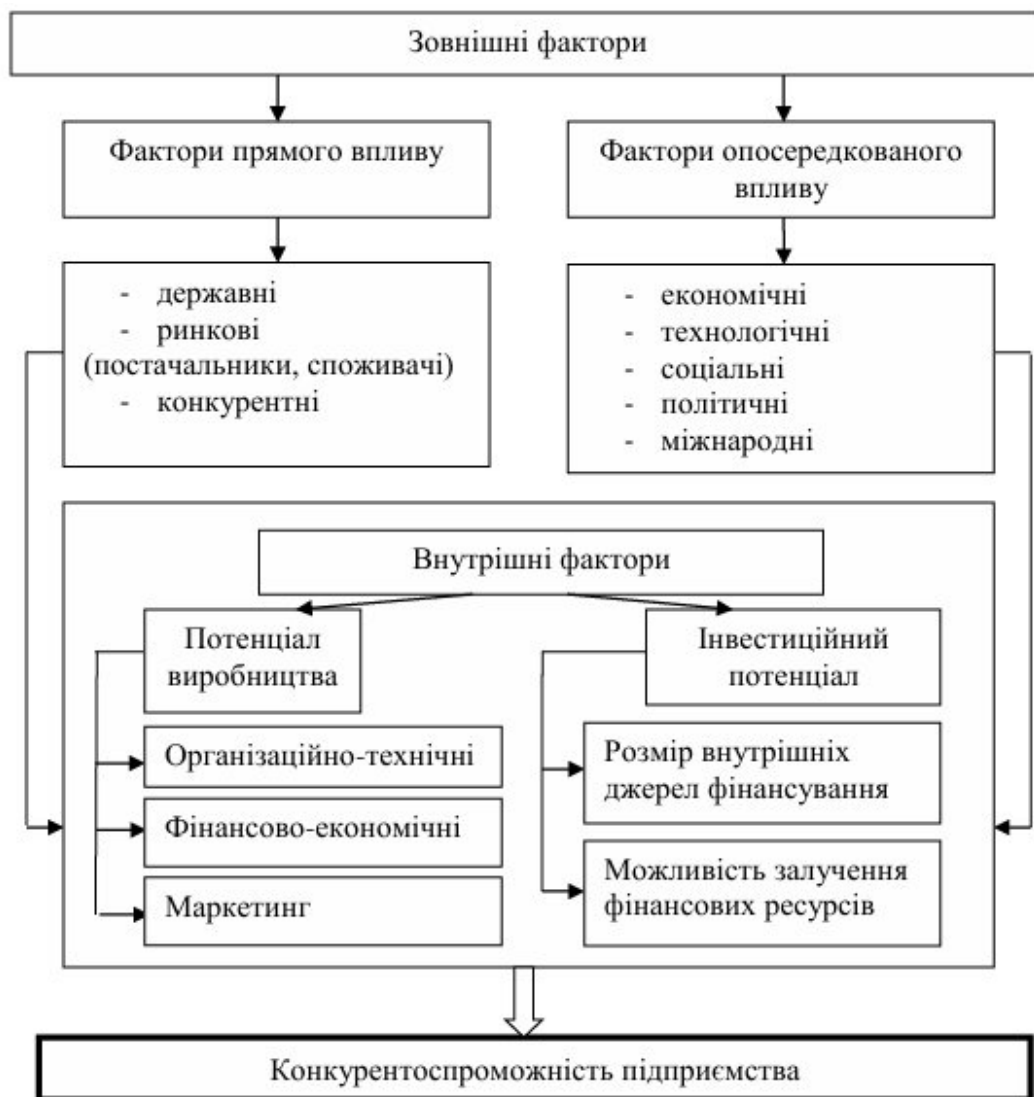 Зовнішні фактори
Фактори прямого впливу
Фактори опосередкованого
впливу
- державні
- ринкові
(постачальники, споживачі)
- конкурентні
- економічні
- технологічні
- соціальні
- політичні
- міжнародні
Внутрішні фактори
Потенціал
виробництва
Організаційно-технічні
Фінансово-економічні
Маркетинг
Інвестиційний
потенціал
Розмір внутрішніх
джерел фінансування
Можливість залучення
фінансових ресурсів
Конкурентоспроможність підприємства